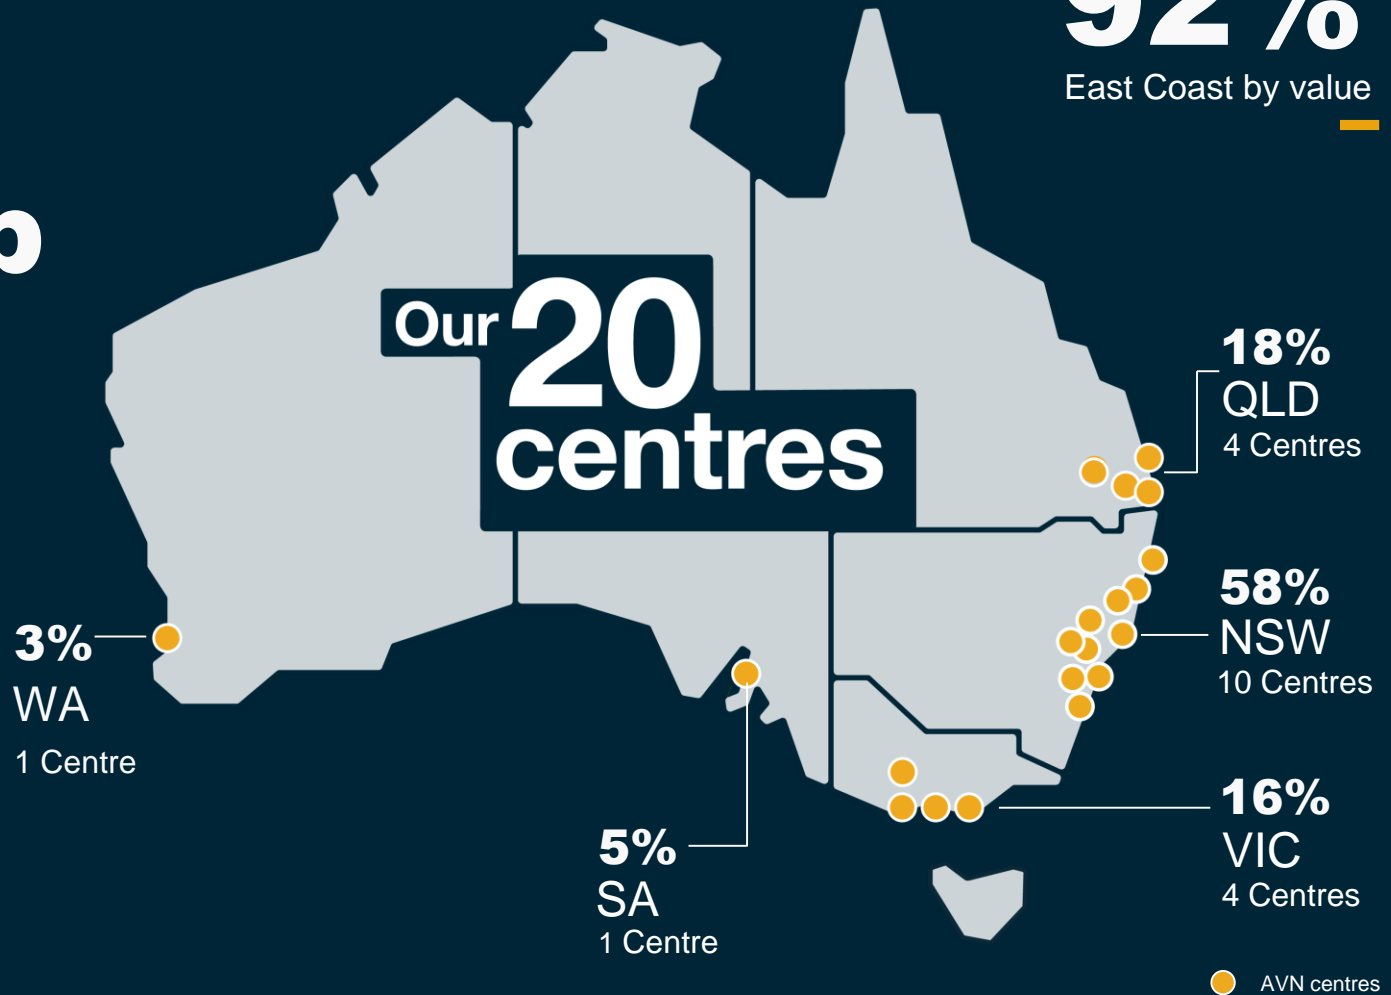 92%
East Coast by value
Our 20
centres
18%
QLD
4 Centres
58%
NSW
10 Centres
3%
WA
1 Centre
16%
VIC
4 Centres
5%
SA
1 Centre
AVN centres